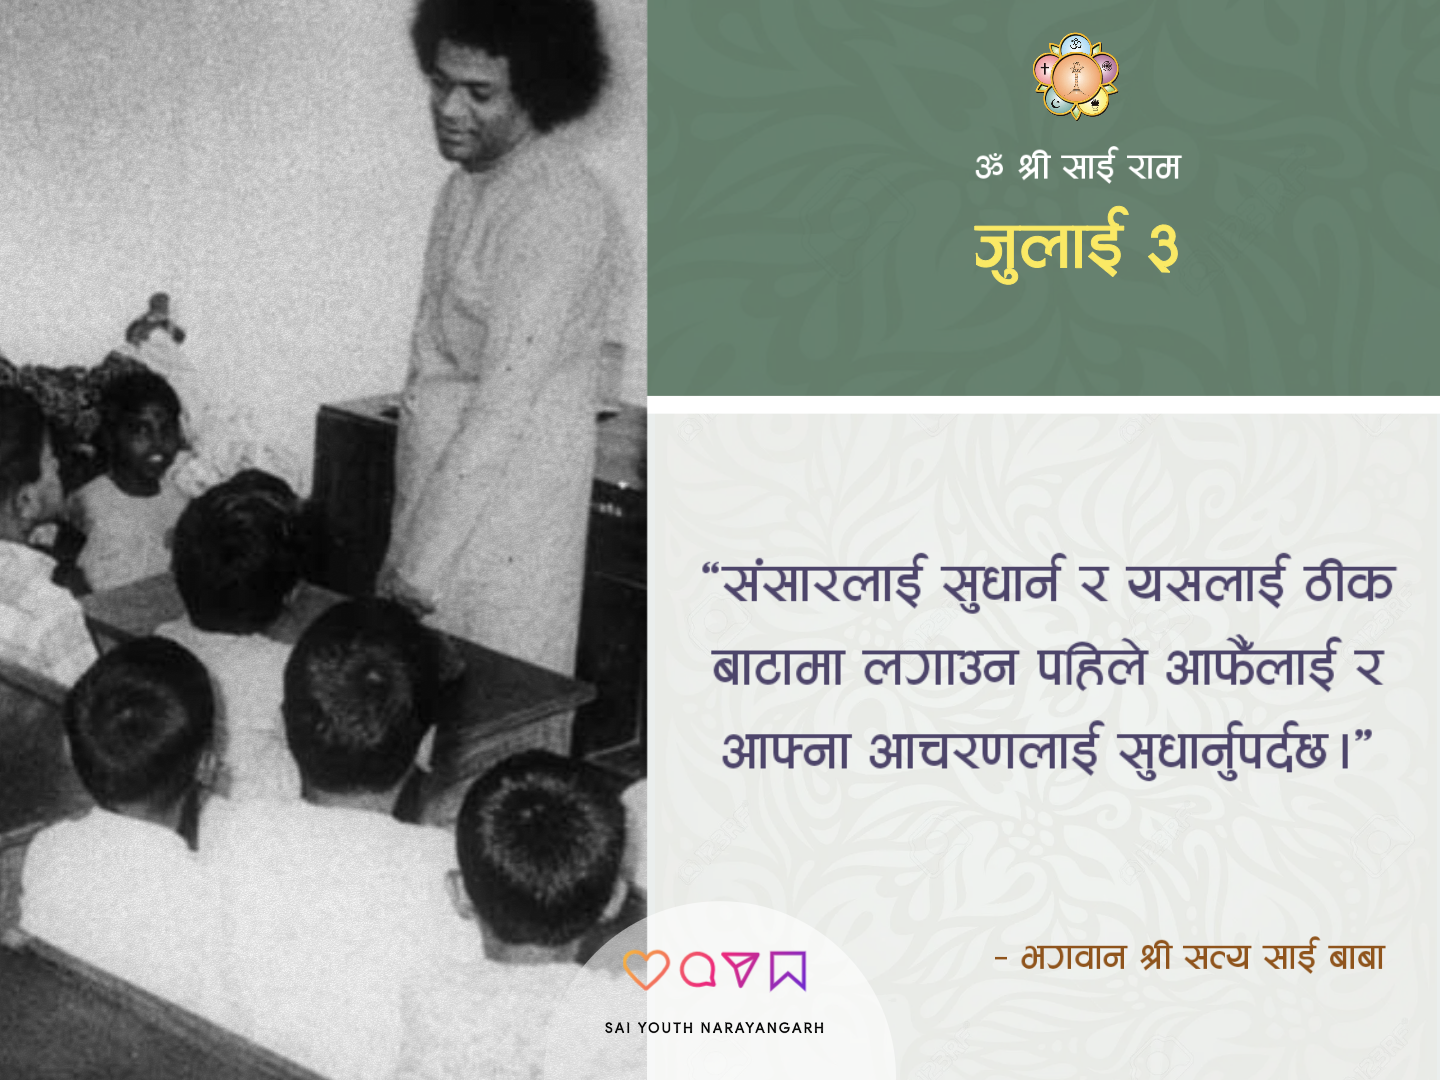 ॐ श्री साई राम
जुलाई ३
“संसारलाई सुधार्न र यसलाई ठीक
बाटामा लगाउन पहिले आफैँलाई र
आफ्ना आचरणलाई सुधार्नुपर्दछ।”
- भगवान श्री सत्य साई बाबा
SAI YOUTH NARAYANGARH